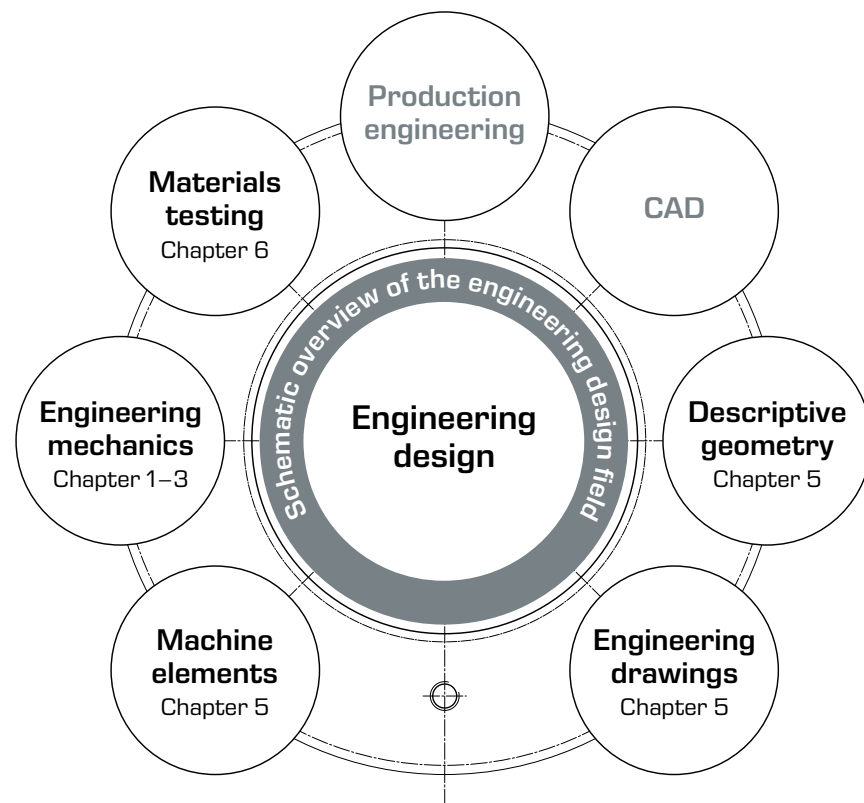 Production
engineering
Materials
testing
Chapter 6
CAD
Schematic overview of the engineering design field
Engineering
mechanics
Chapter 1–3
Engineering
design
Descriptive
geometry
Chapter 5
Machine
elements
Chapter 5
Engineering
drawings
Chapter 5